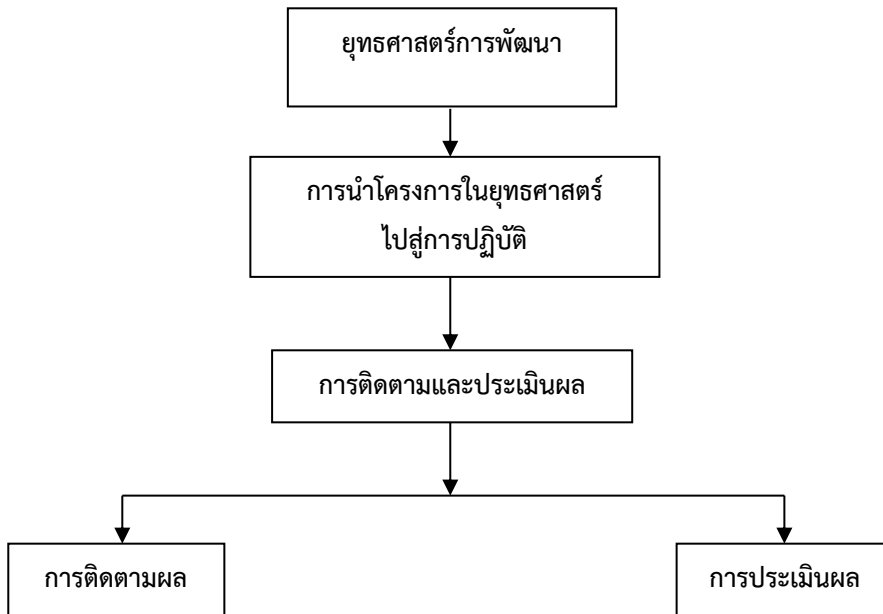 ยุทธศาสตร์การพัฒนา
การนำโครงการในยุทธศาสตร์
ไปสู่การปฏิบัติ
การติดตามและประเมินผล
การติดตามผล
การประเมินผล